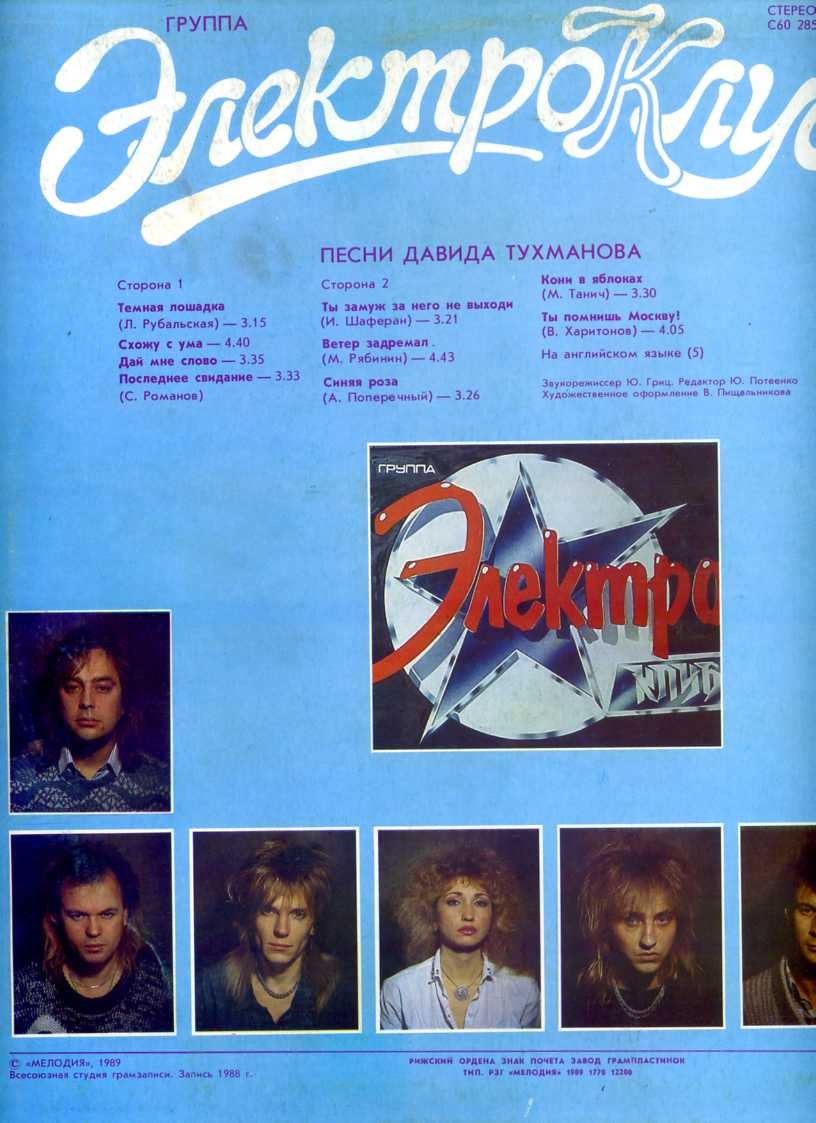 ГРУППА
СТЕРЕО
С60 285
ЭлектроКлу
ПЕСНИ ДАВИДА ТУХМАНОВА
Сторона 1
Темная лошадка
(Л. Рубальская) — 3.15
Схожу с ума — 4.40
Дай мне слово — 3.35
Последнее свидание — 3.33
(С. Романов)
Сторона 2
Ты замуж за него не выходи
(И. Шаферан) — 3.21
Ветер задремал.
(М. Рябинин) — 4.43
Синяя роза
(А. Поперечный) — 3.26
Кони в яблоках
(М. Танич) — 3.30
Ты помнишь Москву?
(В. Харитонов) — 4.05
На английском языке (5)
Звукорежиссер Ю. Гриц. Редактор Ю. Потеенко
Художественное оформление В. Пищальникова
ГРУППА
Электро
КЛУБ
© «МЕЛОДИЯ», 1989
Всесоюзная студия грамзаписи. Запись 1988 г.
РИЖСКИЙ ОРДЕНА ЗНАК ПОЧЕТА ЗАВОД ГРАМПЛАСТИНОК
ТИП. РЗГ «МЕЛОДИЯ» 1989 1770 12200